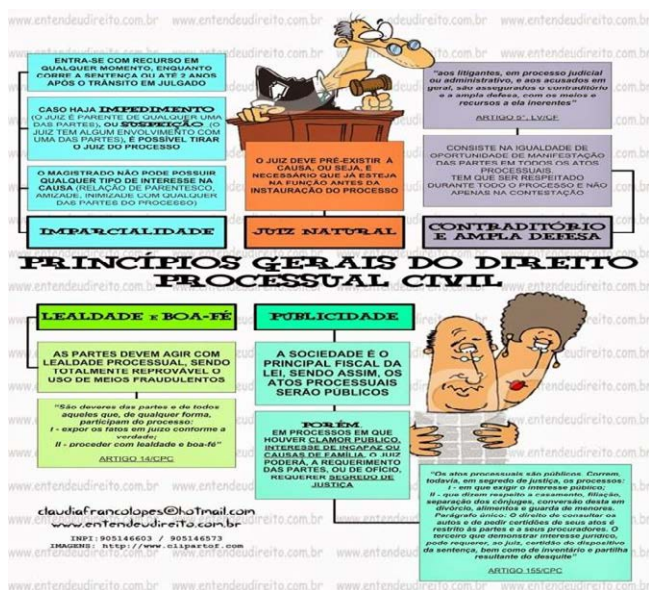 www.entendeudireito.com.br
ENTRA-SE COM RECURSO EM
QUALQUER MOMENTO, ENQUANTO
CORRE A SENTENÇA OU ATÉ 2 ANOS
APÓS O TRÂNSITO EM JULGADO
CASO HAJA IMPEDIMENTO
(O JUIZ É PARENTE DE QUALQUER UMA
DAS PARTES), OU SUSPEIÇÃO (O
JUIZ TEM ALGUM ENVOLVIMENTO COM
UMA DAS PARTES), É POSSÍVEL TIRAR
O JUIZ DO PROCESSO
O MAGISTRADO NÃO PODE POSSUIR
QUALQUER TIPO DE INTERESSE NA
CAUSA (RELAÇÃO DE PARENTESCO,
AMIZADE, INIMIZADE COM QUALQUER
DAS PARTES DO PROCESSO)
IMPARCIALIDADE
O JUIZ DEVE PRÉ-EXISTIR À
CAUSA, OU SEJA, É
NECESSÁRIO QUE JÁ ESTEJA
NA FUNÇÃO ANTES DA
INSTAURAÇÃO DO PROCESSO
JUIZ NATURAL
"aos litigantes, em processo judicial
ou administrativo, e aos acusados em
geral, são assegurados o contraditório
e a ampla defesa, com os meios e
recursos a ela inerentes"
ARTIGO 5°, LV/CF
CONSISTE NA IGUALDADE DE
OPORTUNIDADE DE MANIFESTAÇÃO
DAS PARTES EM TODOS OS ATOS
PROCESSUAIS.
TEM QUE SER RESPEITADO
DURANTE TODO O PROCESSO E NÃO
APENAS NA CONTESTAÇÃO
CONTRADITÓRIO
E AMPLA DEFESA
PRINCÍPIOS GERAIS DO DIREITO
PROCESSUAL CIVIL
LEALDADE E BOA-FÉ
AS PARTES DEVEM AGIR COM
LEALDADE PROCESSUAL, SENDO
TOTALMENTE REPROVÁVEL O
USO DE MEIOS FRAUDULENTOS
"São deveres das partes e de todos
aqueles que, de qualquer forma,
participam do processo:
I - expor os fatos em juízo conforme a
verdade;
II - proceder com lealdade e boa-fé"
ARTIGO 14/CPC
PUBLICIDADE
A SOCIEDADE É O
PRINCIPAL FISCAL DA
LEI, SENDO ASSIM, OS
ATOS PROCESSUAIS
SERÃO PÚBLICOS
PORÉM
EM PROCESSOS EM QUE
HOUVER CLAMOR PUBLICO,
INTERESSE DE INCAPAZ OU
CAUSAS DE FAMÍLIA, O JUIZ
PODERÁ, A REQUERIMENTO
DAS PARTES, OU DE OFÍCIO,
REQUERER SEGREDO DE
JUSTIÇA
"Os atos processuais são públicos. Correm,
todavia, em segredo de justiça, os processos:
I - em que exigir o interesse público;
II - que dizem respeito a casamento, filiação,
separação dos cônjuges, conversão desta em
divórcio, alimentos e guarda de menores.
Parágrafo único: O direito de consultar os
autos e de pedir certidões de seus atos é
restrito às partes e a seus procuradores. O
terceiro que demonstrar interesse jurídico,
pode requerer, ao juiz, certidão do dispositivo
da sentença, bem como de inventário e partilha
resultante do desquite"
ARTIGO 155/CPC
claudiafrancolopes@hotmail.com
www.entendeudireito.com.br
INPI:905146603 / 905146573
IMAGENS: http://www.clipartof.com